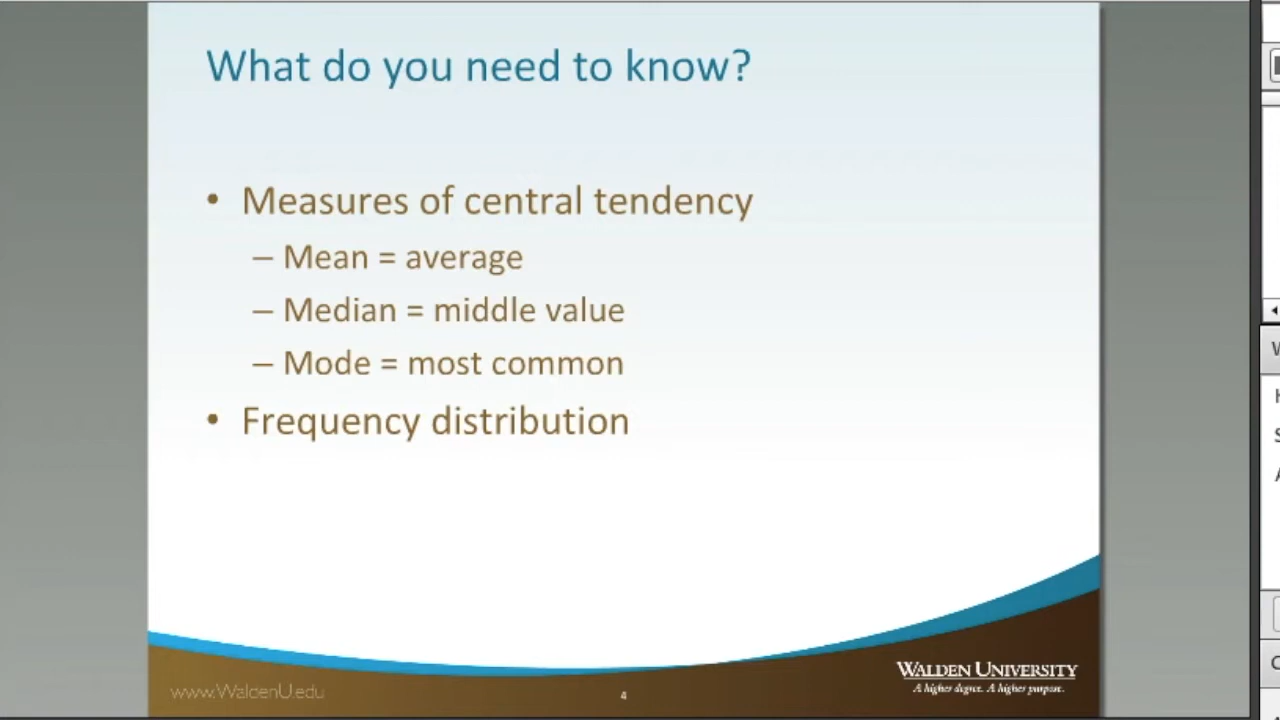 What do you need to know?
• Measures of central tendency
– Mean = average
– Median = middle value
– Mode = most common
• Frequency distribution
www.WaldenU.edu
4
WALDEN UNIVERSITY
A higher degree. A higher purpose.